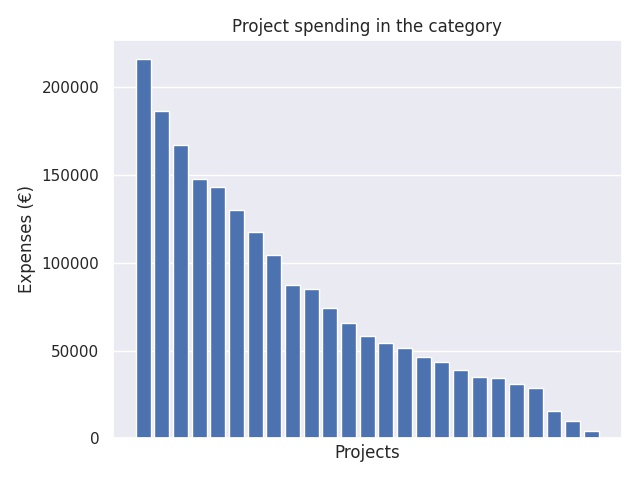 Project spending in the category
200000
150000
100000
50000
0
Expenses (€)
Projects